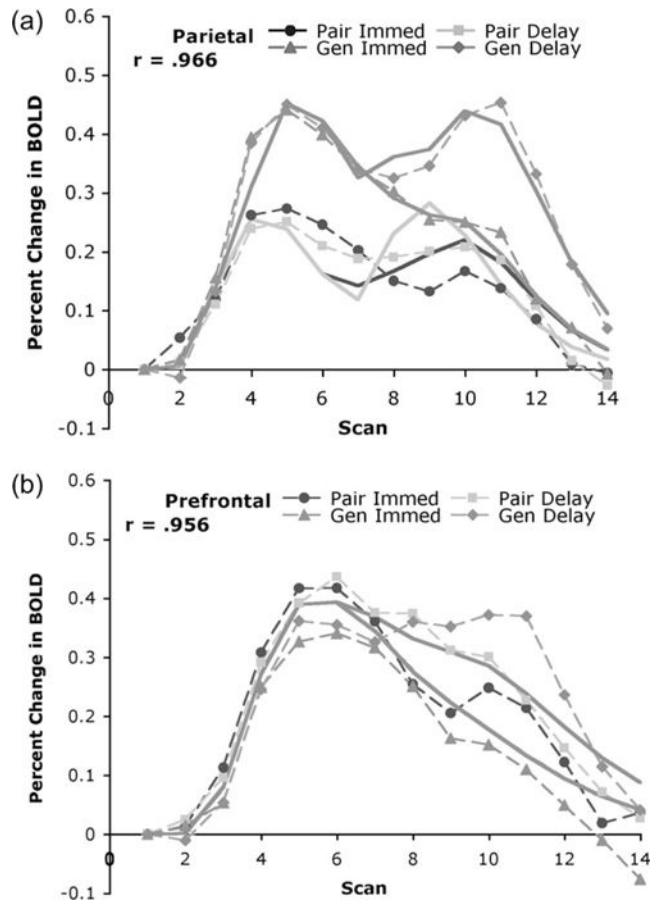 (a)
0.6
Parietal
r = .966
Pair Immed
Pair Delay
Gen Immed
Gen Delay
0.5
0.4
0.3
0.2
0.1
0
-0.1
Percent Change in BOLD
0 2 4 6 8 10 12 14
Scan
(b)
0.6
Prefrontal
r = .956
Pair Immed
Pair Delay
Gen Immed
Gen Delay
0.5
0.4
0.3
0.2
0.1
0
-0.1
Percent Change in BOLD
0 2 4 6 8 10 12 14
Scan